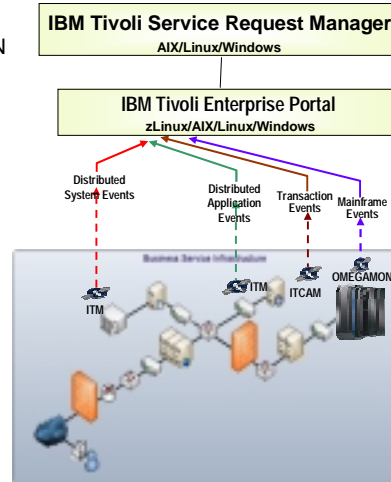 IBM Tivoli Service Request Manager
AIX/Linux/Windows
N
IBM Tivoli Enterprise Portal
zLinux/AIX/Linux/Windows
Distributed
System Events
Distributed
Application
Events
Transaction
Events
Mainframe
Events
Business Service Infrastructure
OMEGAMON
ITM
ITM
ITCAM